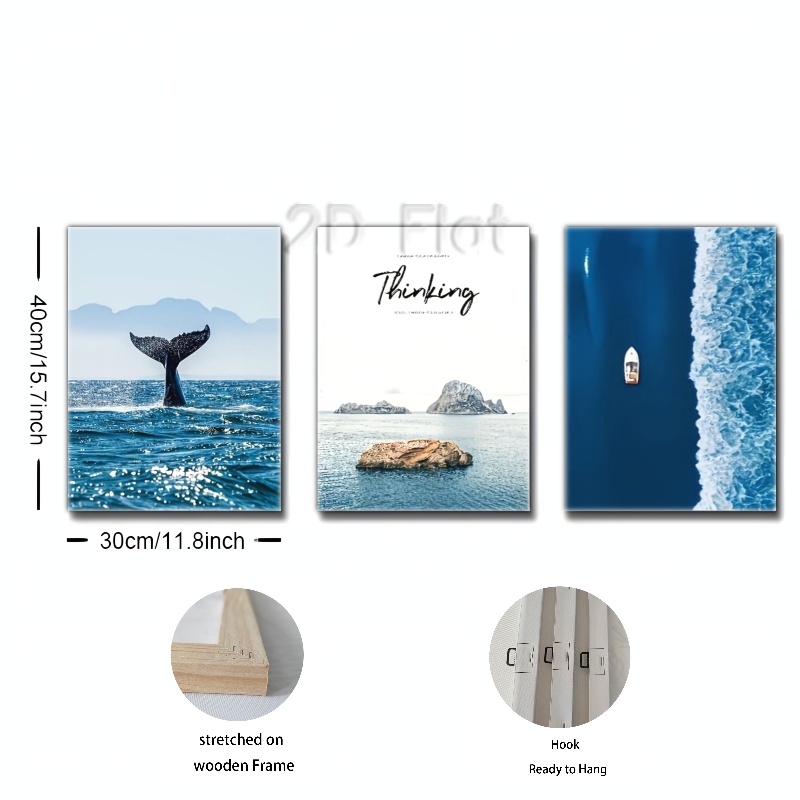 2D Flat
Thinking
40cm/15.7inch
30cm/11.8inch
stretched on
wooden Frame
Hook
Ready to Hang